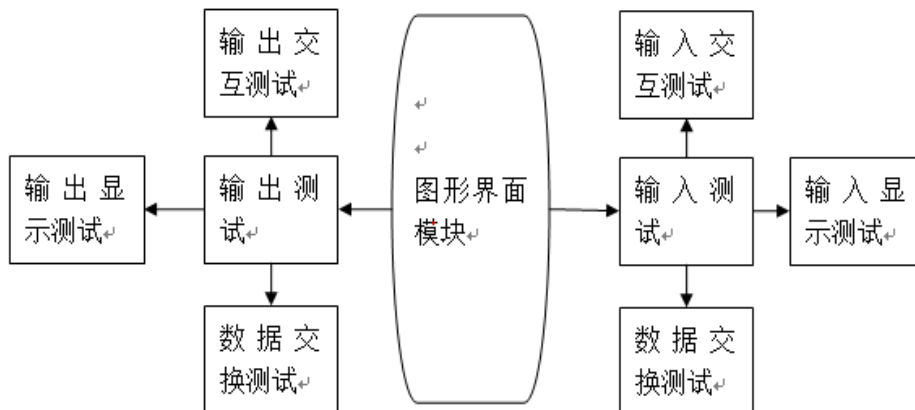 输出交
互测试
输入交
互测试
输出显
示测试
输出测
试
图形界面
模块
输入测
试
输入显
示测试
数据交
换测试
数据交
换测试